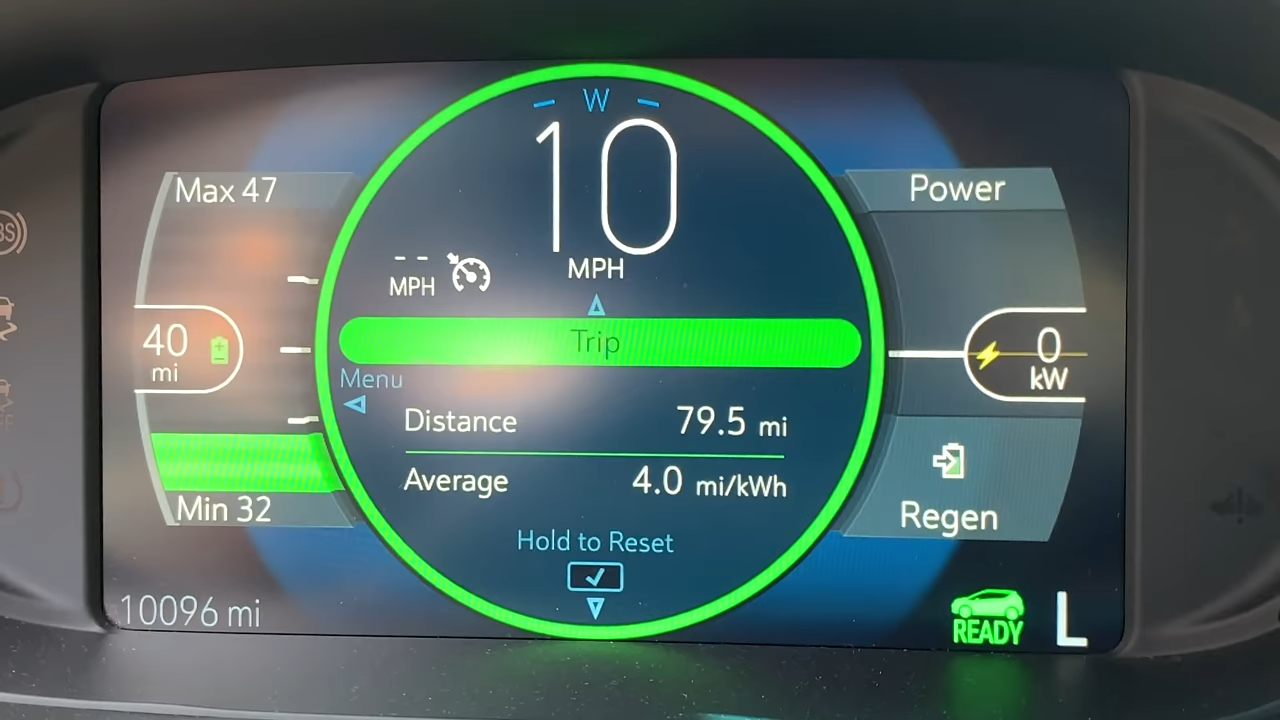 W
10
MPH
-- MPH
Max 47
40
mi
Min 32
Power
0
kW
Regen
Trip
Menu
Distance 79.5 mi
Average 4.0 mi/kWh
Hold to Reset
10096 mi
READY
L